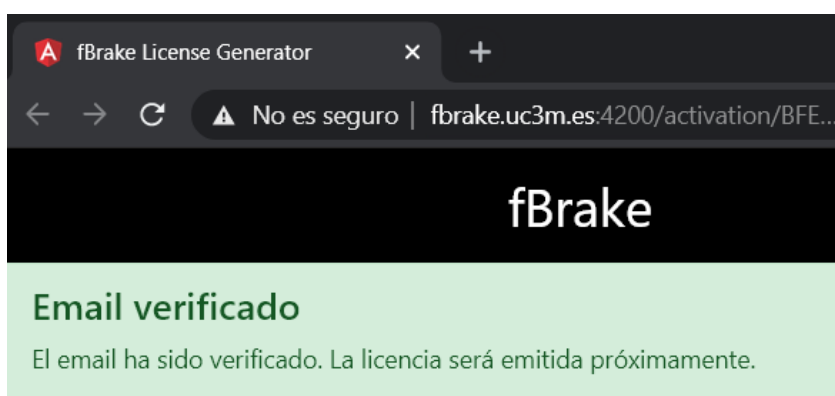 fBrake License Generator
No es seguro | fbrake.uc3m.es:4200/activation/BFE...
fBrake
Email verificado
El email ha sido verificado. La licencia será emitida próximamente.